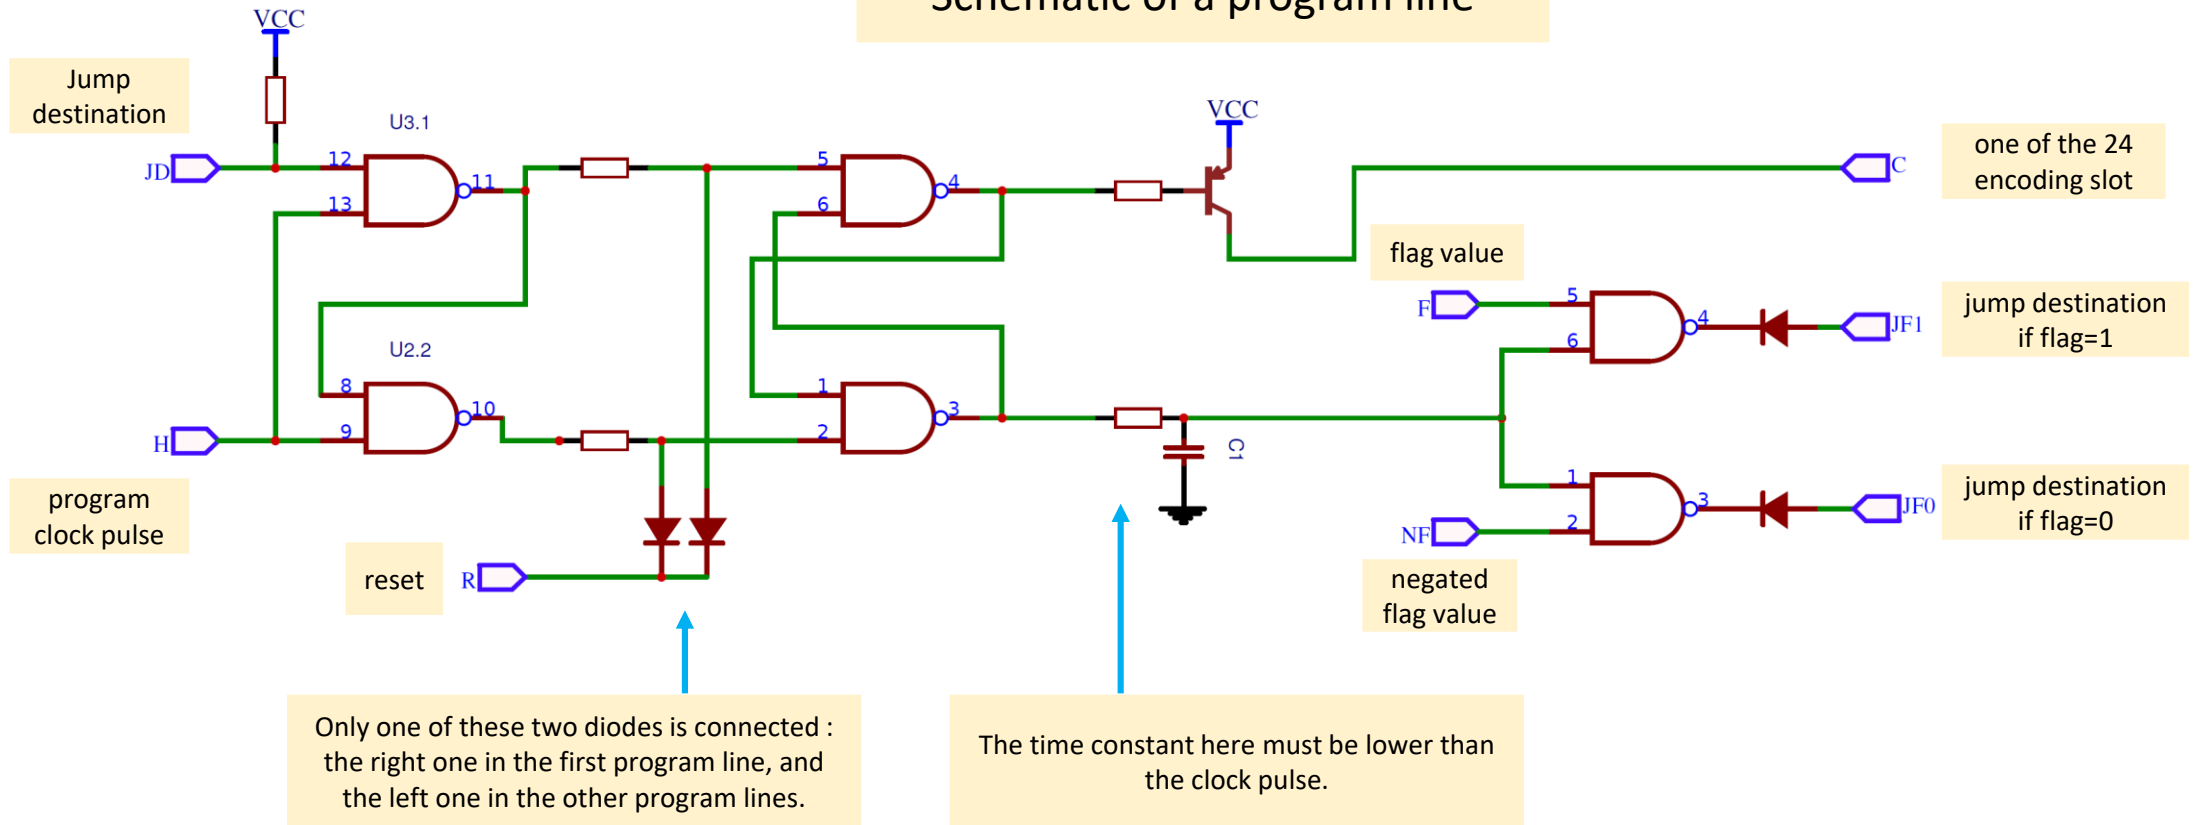 Schematic of a program line
VCC
Jump
destination
U3.1
JD
12
13
11
5
6
4
VCC
C
one of the 24
encoding slot
flag value
F
5
6
4
JF1
jump destination
if flag=1
U2.2
8
9
10
1
2
3
H
C1
program
clock pulse
1
2
3
NF
JF0
jump destination
if flag=0
reset
R
negated
flag value
Only one of these two diodes is connected :
the right one in the first program line, and
the left one in the other program lines.
The time constant here must be lower than
the clock pulse.